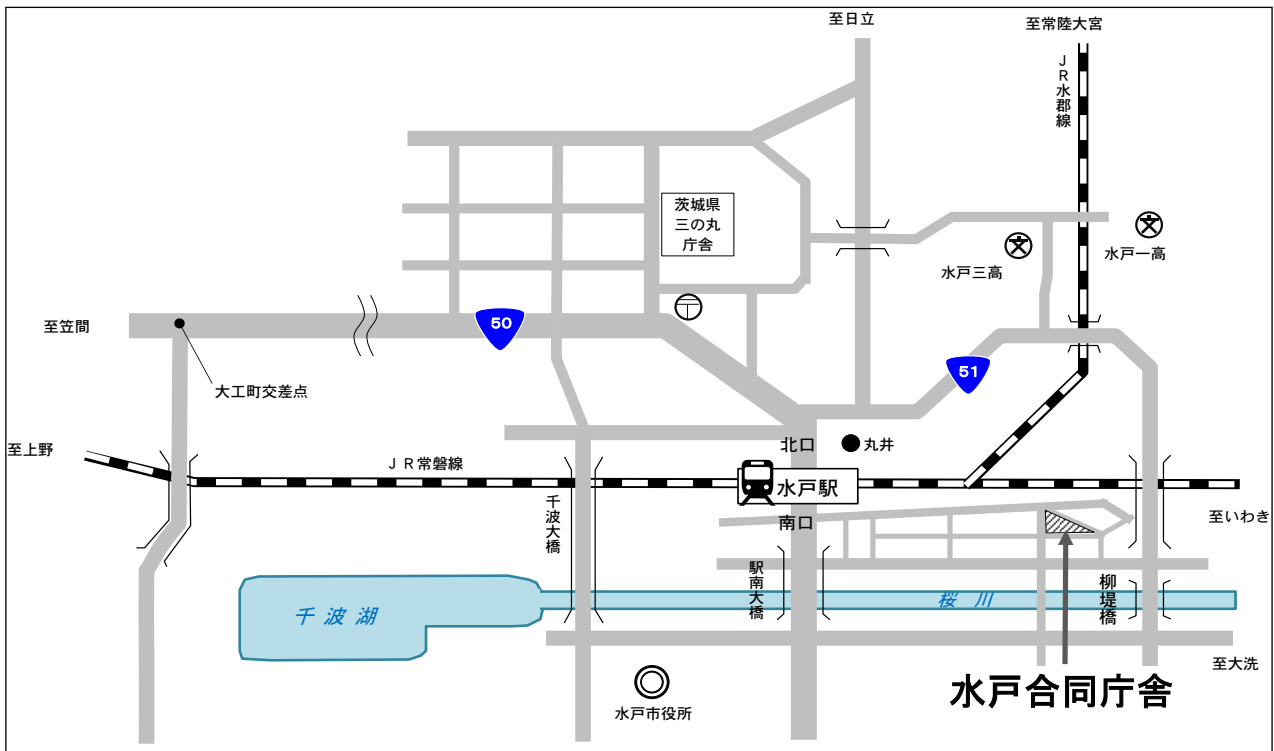 至日立
至常陸大宮
JR水郡線
茨城県
三の丸
庁舎
水戸三高
水戸一高
至笠間
50
大工町交差点
51
至上野
JR常磐線
北口
丸井
水戸駅
南口
千波大橋
至いわき
駅南大橋
柳堤橋
千波湖
桜川
至大洗
水戸合同庁舎
水戸市役所